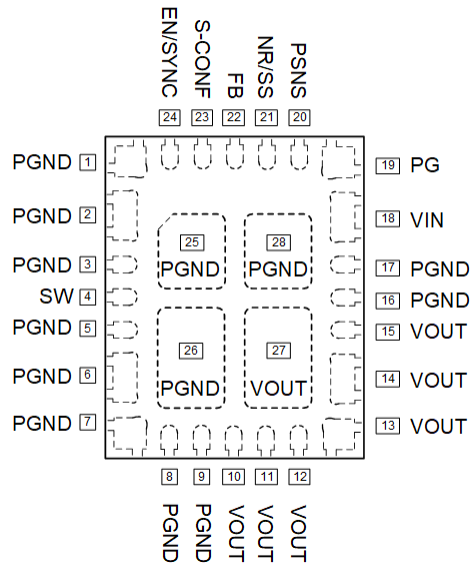 EN/SYNC
S-CONF
FB
NR/SS
PSNS
24
23
22
21
20
PGND 1
PGND 2
PGND 3
SW 4
PGND 5
PGND 6
PGND 7
25
PGND
28
PGND
26
PGND
27
VOUT
19 PG
18 VIN
17 PGND
16 PGND
15 VOUT
14 VOUT
13 VOUT
8
9
10
11
12
PGND
PGND
VOUT
VOUT
VOUT